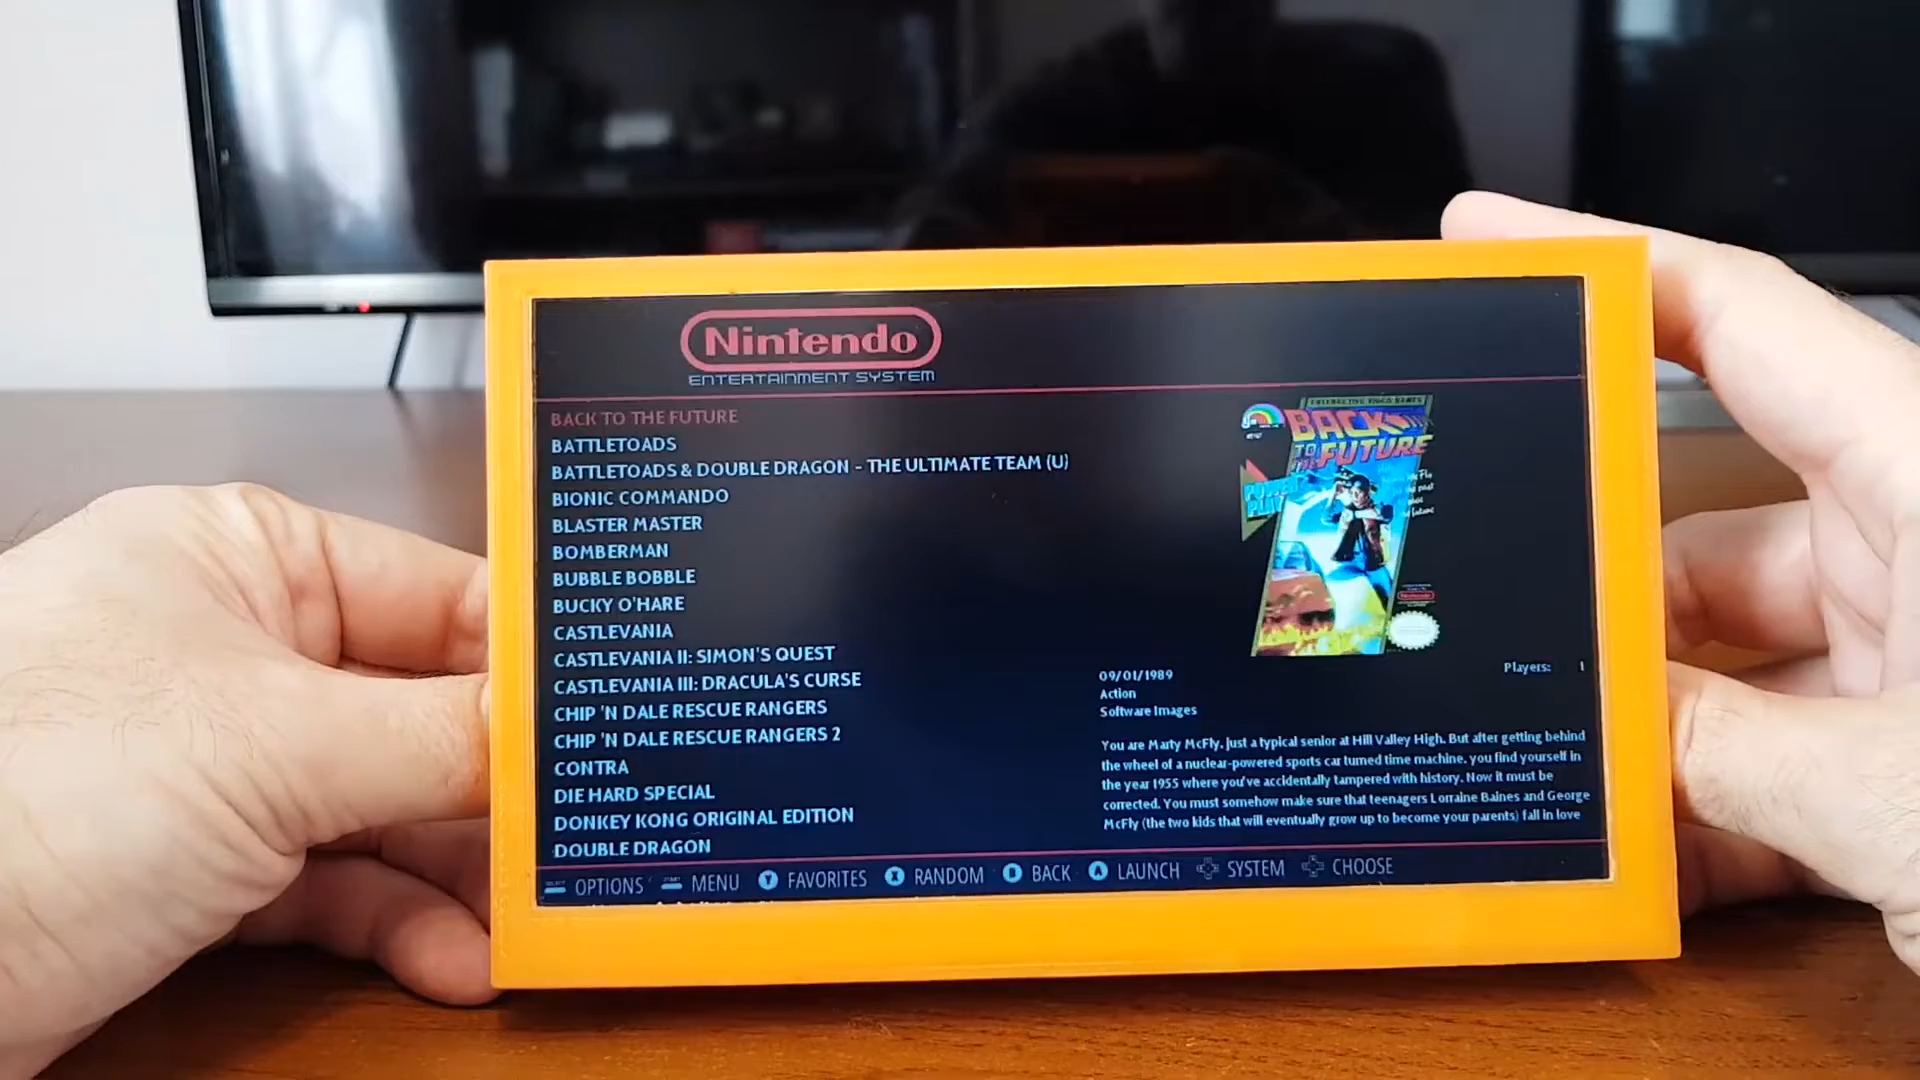 Nintendo
ENTERTAINMENT SYSTEM
BACK TO THE FUTURE
BATTLETOADS
BATTLETOADS & DOUBLE DRAGON - THE ULTIMATE TEAM (U)
BIONIC COMMANDO
BLASTER MASTER
BOMBERMAN
BUBBLE BOBBLE
BUCKY O'HARE
CASTLEVANIA
CASTLEVANIA II: SIMON'S QUEST
CASTLEVANIA III: DRACULA'S CURSE
CHIP 'N DALE RESCUE RANGERS
CHIP 'N DALE RESCUE RANGERS 2
CONTRA
DIE HARD SPECIAL
DONKEY KONG ORIGINAL EDITION
DOUBLE DRAGON
BACK
TO THE FUTURE
POWER
PLAY
Nintendo
09/01/1989
Players: 1
Action
Software Images
You are Marty McFly, just a typical senior at Hill Valley High. But after getting behind
the wheel of a nuclear-powered sports car turned time machine, you find yourself in
the year 1955 where you've accidentally tampered with history. Now it must be
corrected. You must somehow make sure that teenagers Lorraine Baines and George
McFly (the two kids that will eventually grow up to become your parents) fall in love
SELECT OPTIONS START MENU Y FAVORITES X RANDOM B BACK A LAUNCH SYSTEM CHOOSE